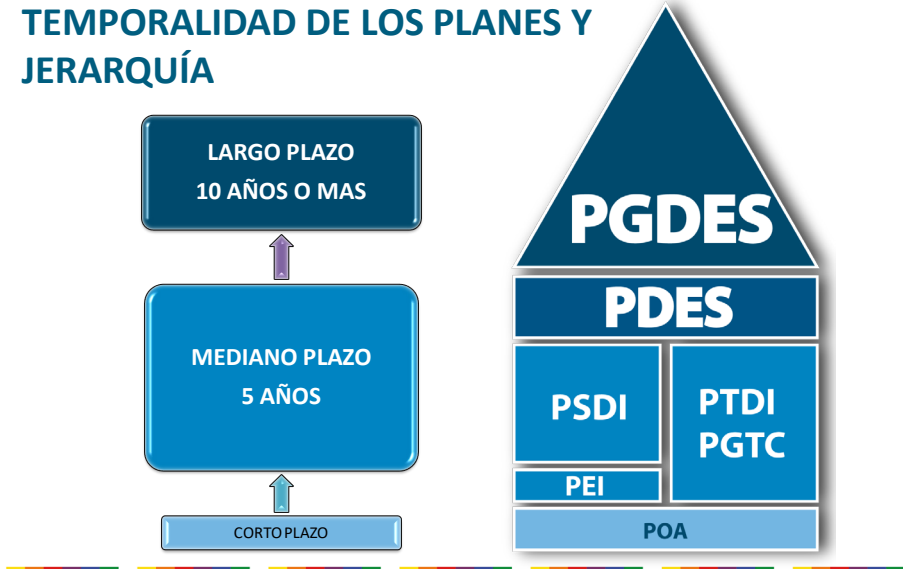 TEMPORALIDAD DE LOS PLANES Y
JERARQUÍA
LARGO PLAZO
10 AÑOS O MAS
MEDIANO PLAZO
5 AÑOS
CORTO PLAZO
PGDES
PDES
PSDI
PTDI
PGTC
PEI
POA